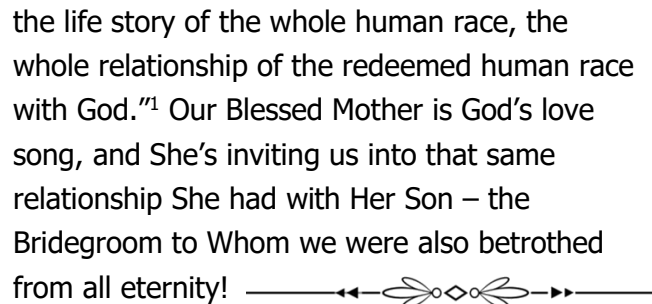 the life story of the whole human race, the
whole relationship of the redeemed human race
with God.”¹ Our Blessed Mother is God’s love
song, and She’s inviting us into that same
relationship She had with Her Son – the
Bridegroom to Whom we were also betrothed
from all eternity!